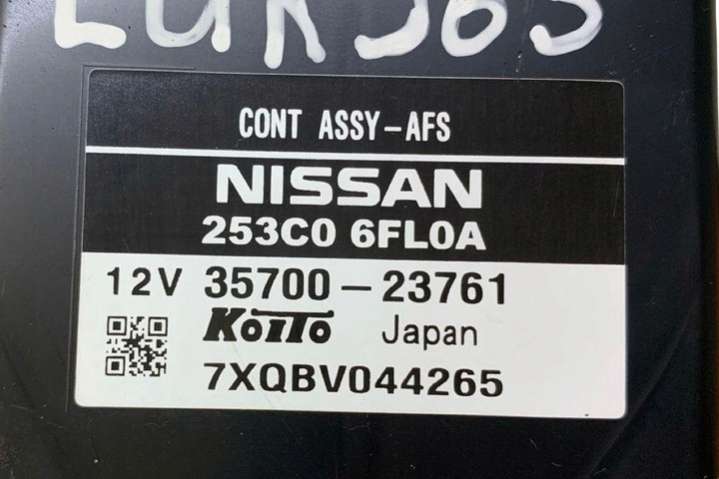 CONT ASSY-AFS
NISSAN
253C0 6FL0A
12V 35700-23761
KOITO Japan
7XQBV044265